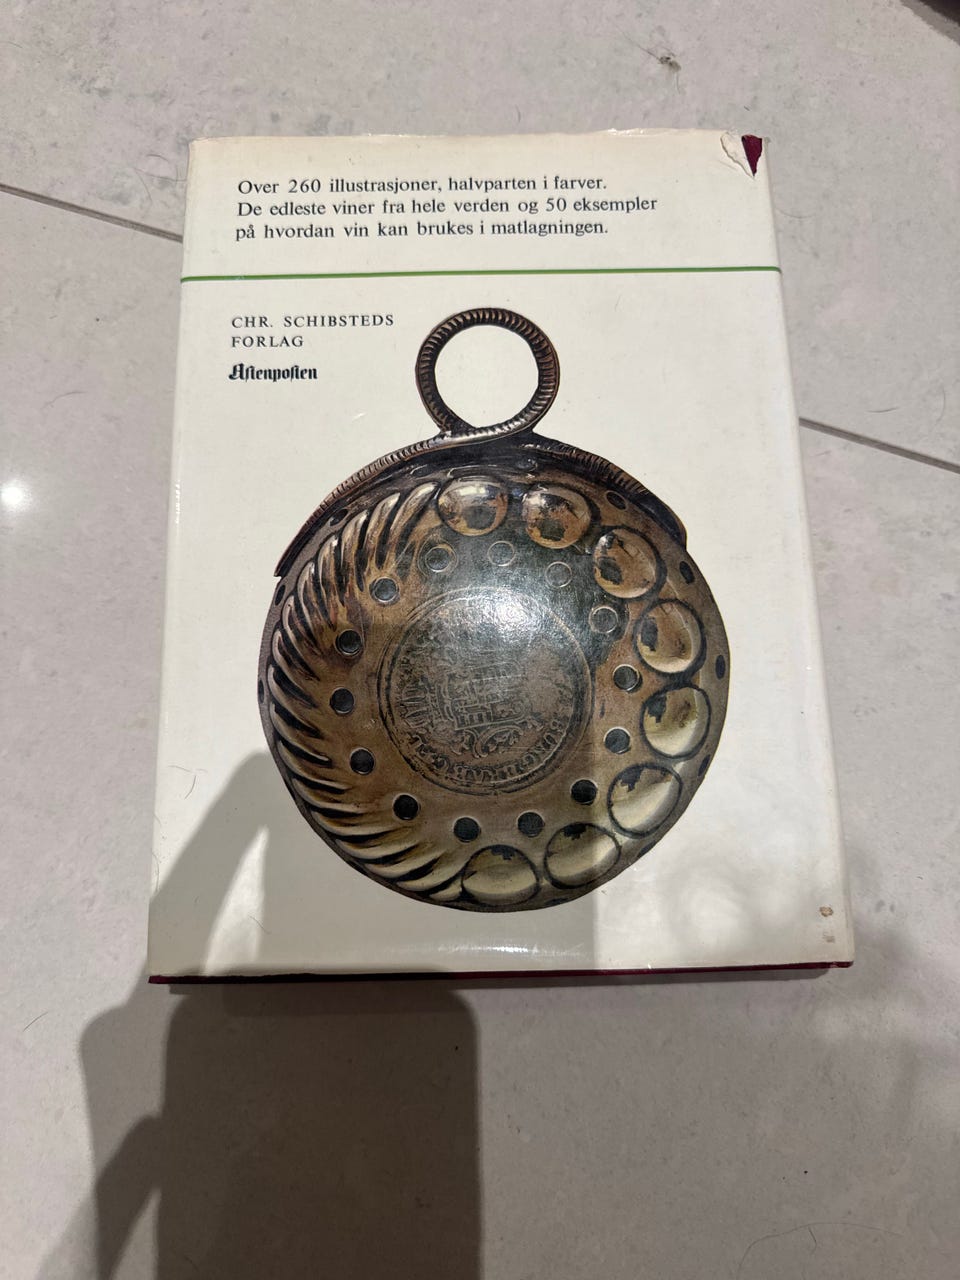 Over 260 illustrasjoner, halvparten i farver.
De edleste viner fra hele verden og 50 eksempler
på hvordan vin kan brukes i matlagningen.
CHR. SCHIBSTEDS
FORLAG
Aftenposten